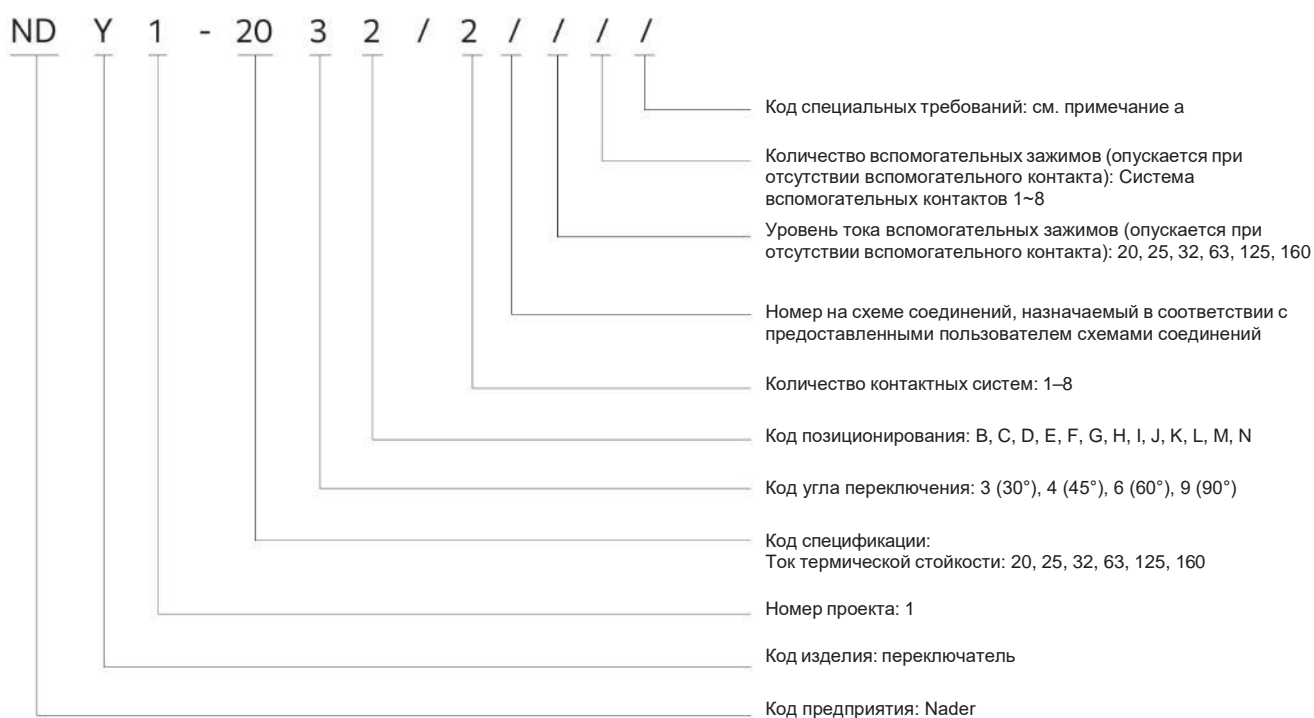 ND Y 1 - 20 3 2 / 2 / / / /
Код специальных требований: см. примечание а
Количество вспомогательных зажимов (опускается при
отсутствии вспомогательного контакта): Система
вспомогательных контактов 1~8
Уровень тока вспомогательных зажимов (опускается при
отсутствии вспомогательного контакта): 20, 25, 32, 63, 125, 160
Номер на схеме соединений, назначаемый в соответствии с
предоставленными пользователем схемами соединений
Количество контактных систем: 1–8
Код позиционирования: B, C, D, E, F, G, H, I, J, K, L, M, N
Код угла переключения: 3 (30°), 4 (45°), 6 (60°), 9 (90°)
Код спецификации:
Ток термической стойкости: 20, 25, 32, 63, 125, 160
Номер проекта: 1
Код изделия: переключатель
Код предприятия: Nader